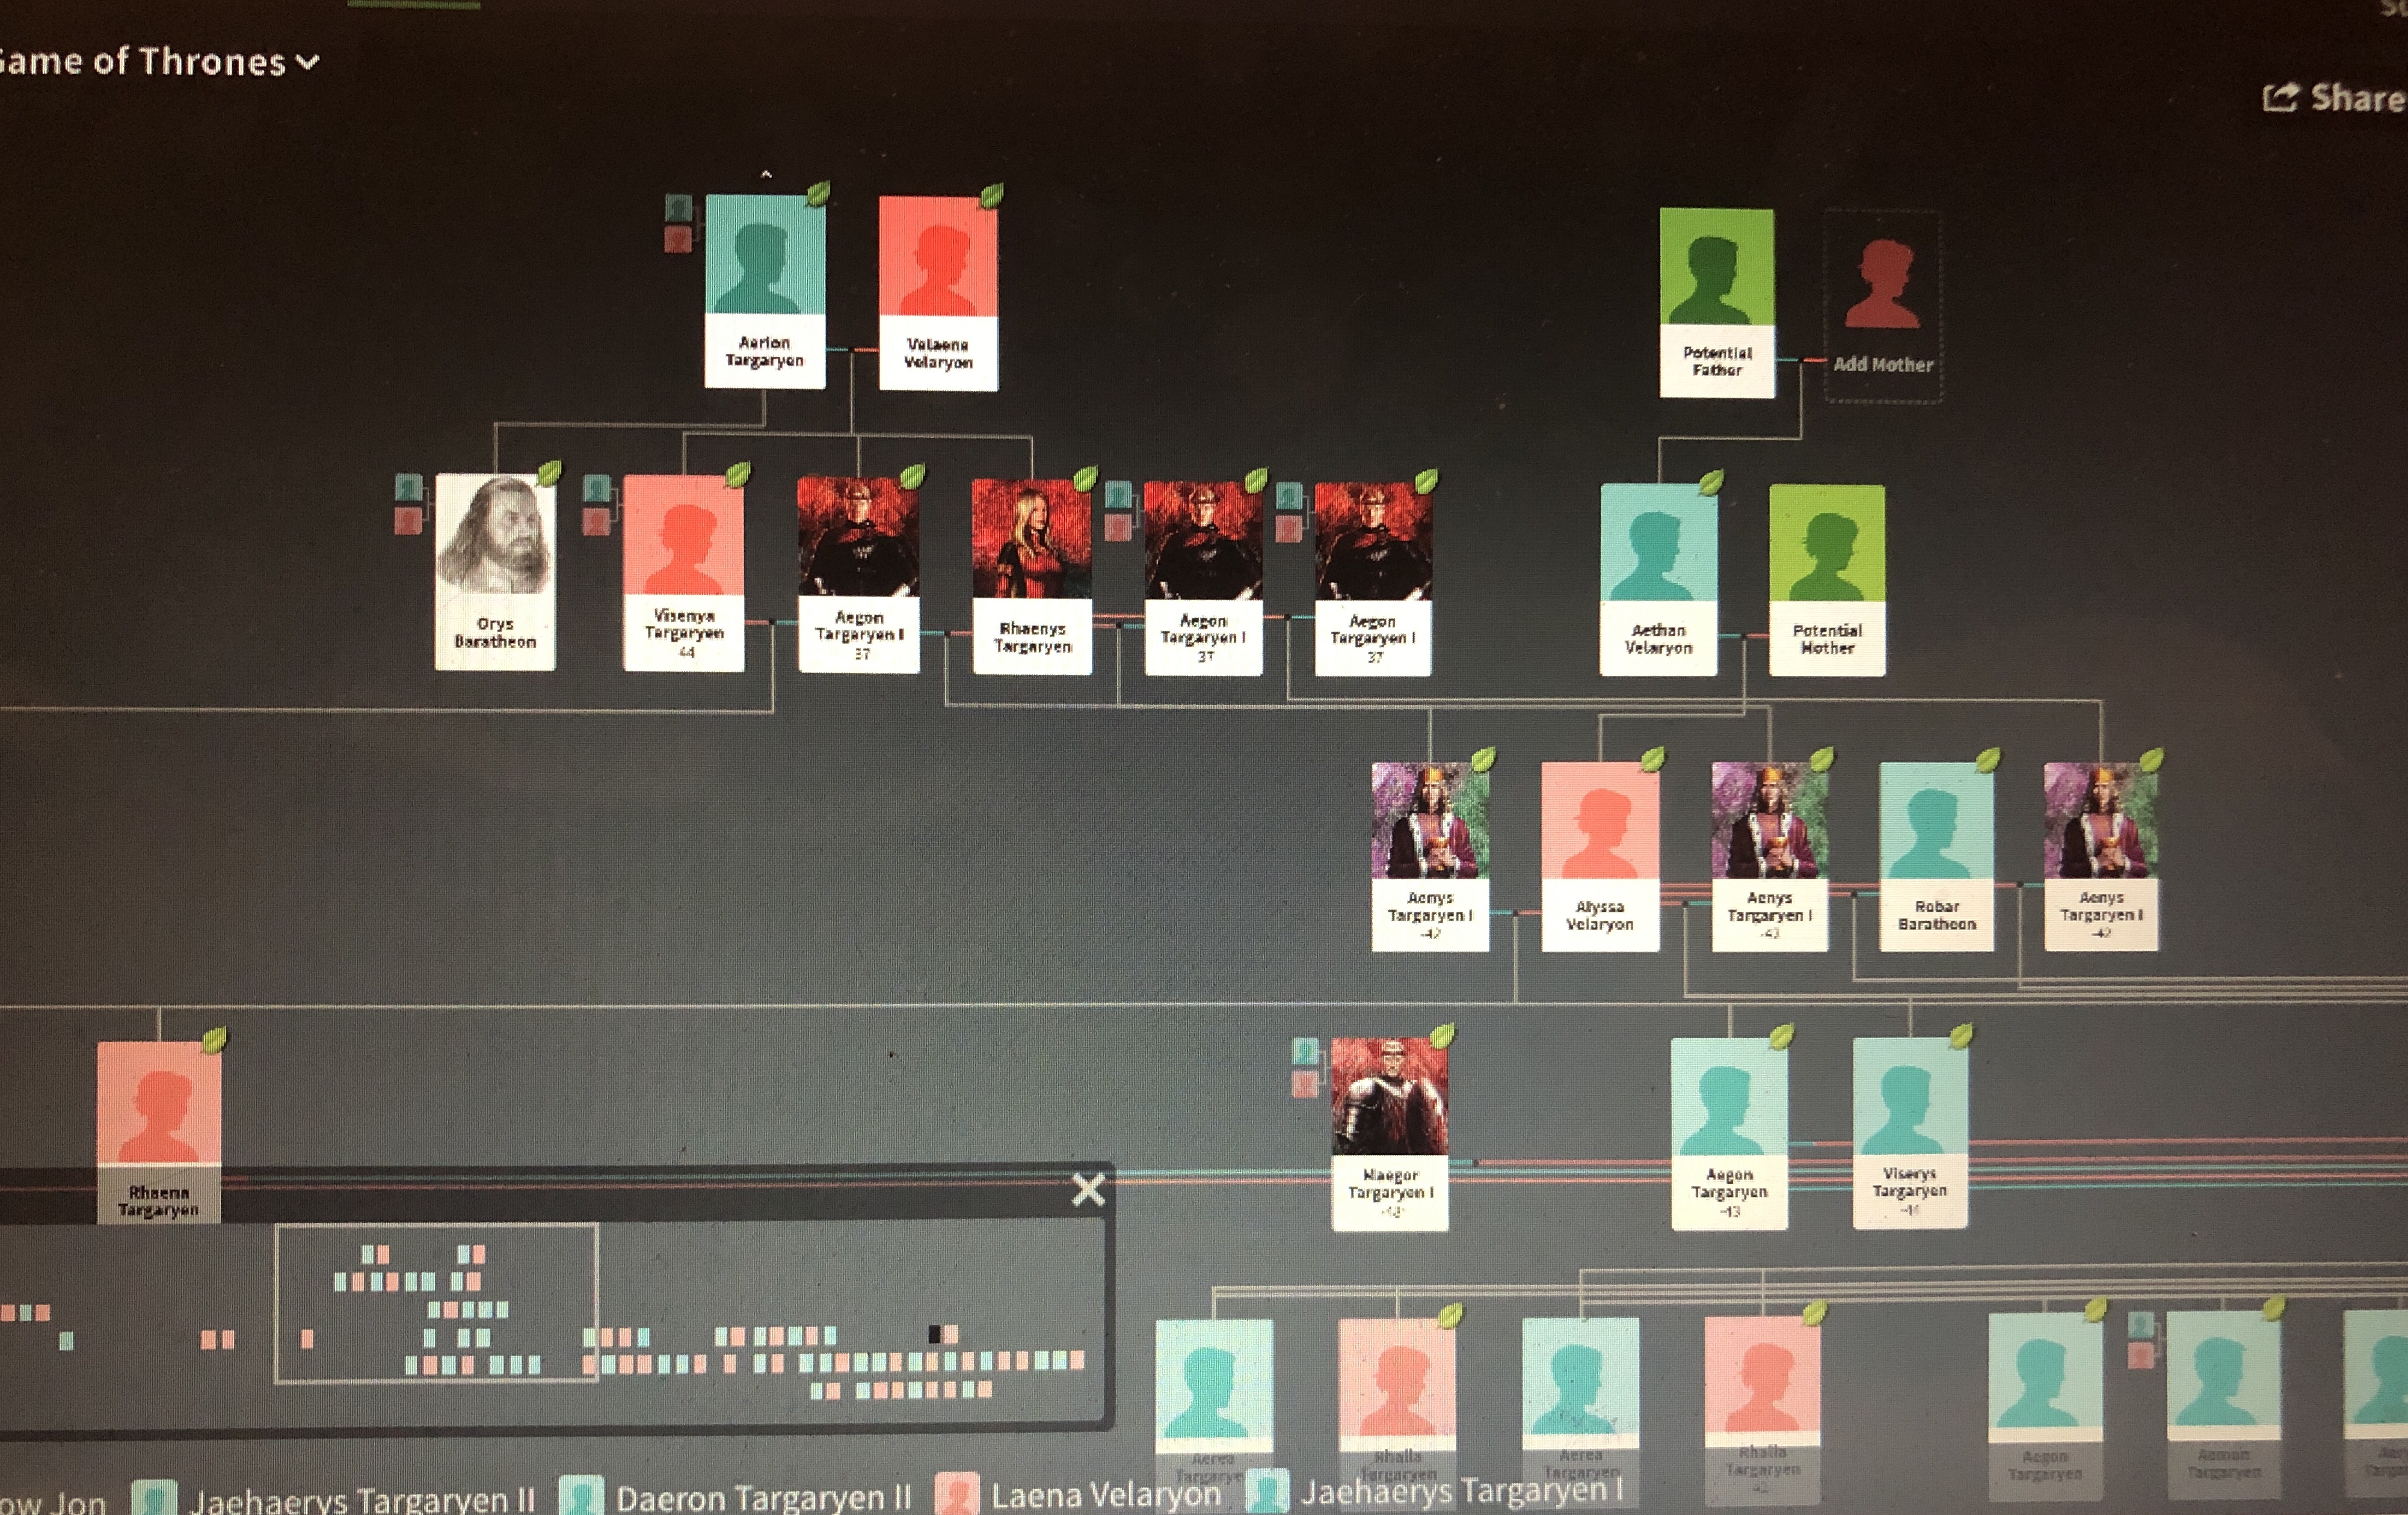 Game of Thrones
Share
Aerion
Targaryen
Valaena
Velaryon
Potential
Father
Add Mother
Orys
Baratheon
Visenya
Targaryen
44
Aegon
Targaryen I
37
Rhaenys
Targaryen
Aegon
Targaryen I
37
Aegon
Targaryen I
37
Aethan
Velaryon
Potential
Mother
Aenys
Targaryen I
-42
Alyssa
Velaryon
Aenys
Targaryen I
-42
Robar
Baratheon
Aenys
Targaryen I
-42
Rhaena
Targaryen
Maegor
Targaryen I
Aegon
Targaryen
-43
Viserys
Targaryen
Aerea
Targaryen
Rhalla
Targaryen
Aerea
Targaryen
Rhalla
Targaryen
42
Aegon
Targaryen
Aemon
Targaryen
ow Jon
Jaehaerys Targaryen II
Daeron Targaryen II
Laena Velaryon
Jaehaerys Targaryen I